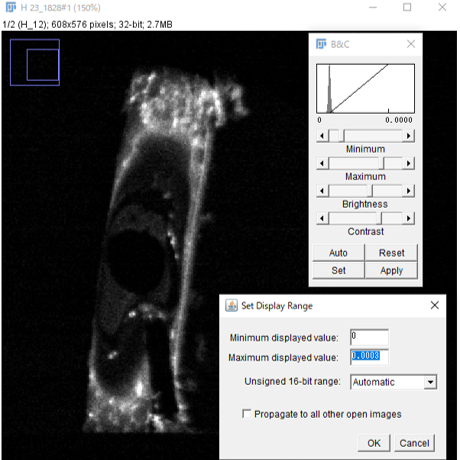 H 23_1828#1 (150%)
1/2 (H_12); 608x576 pixels; 32-bit; 2.7MB
B&C
0 0.0000
Minimum
Maximum
Brightness
Contrast
Auto Reset
Set Apply
Set Display Range
Minimum displayed value: 0
Maximum displayed value: 0.0003
Unsigned 16-bit range: Automatic
Propagate to all other open images
OK Cancel